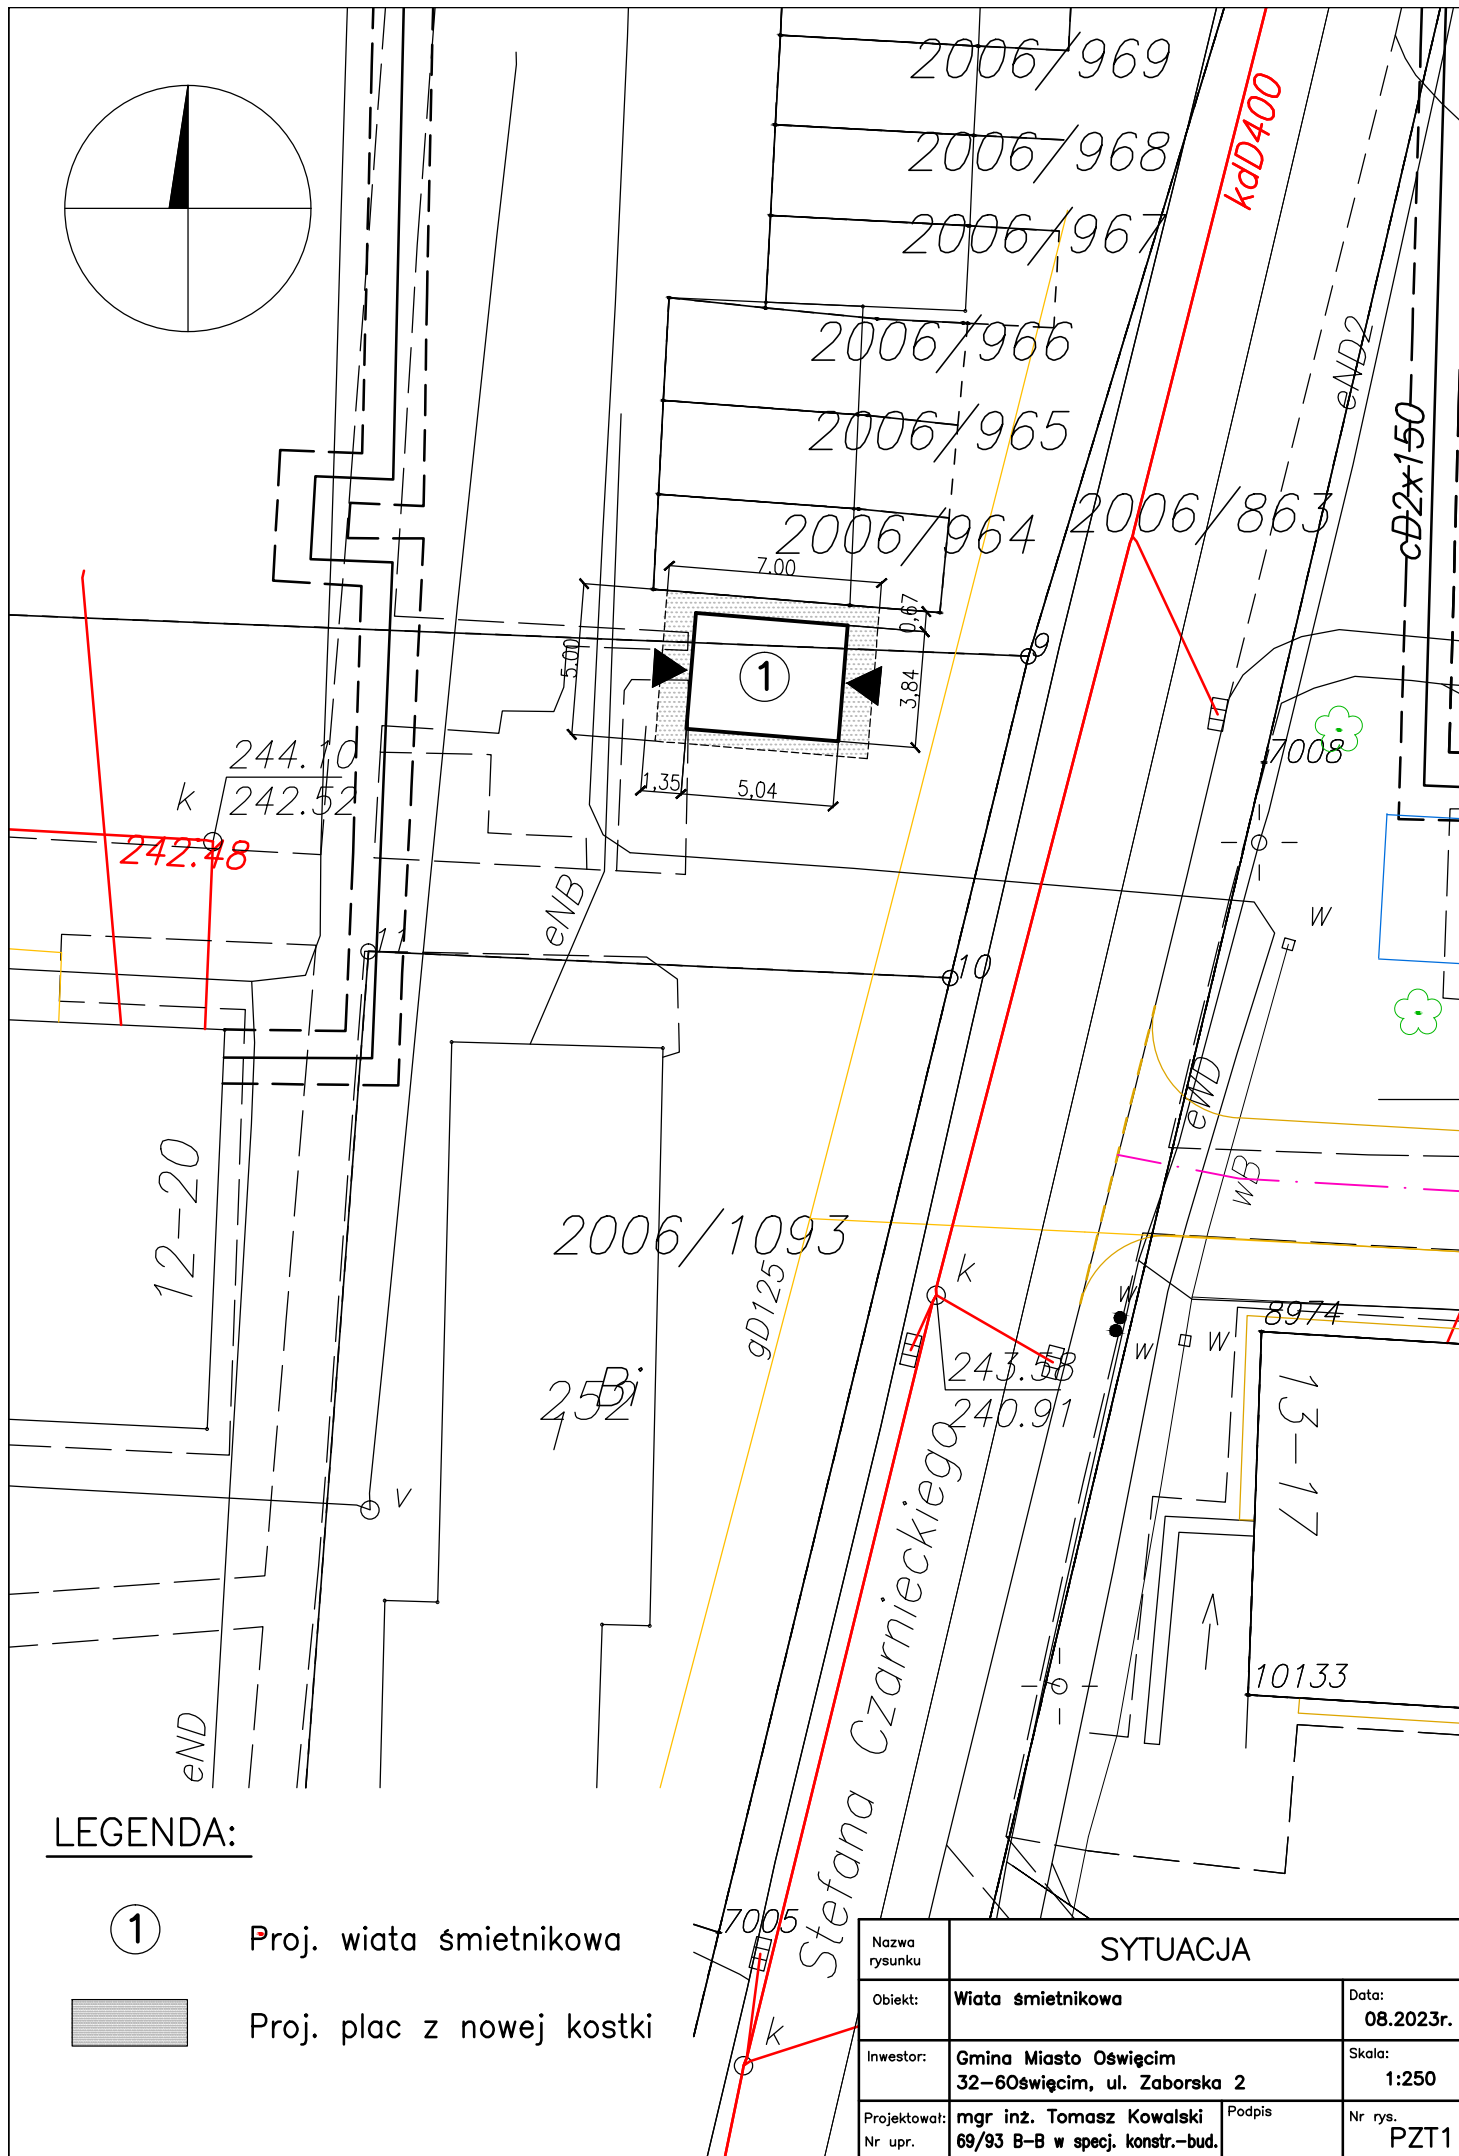 2006/969
kdD400
2006/968
2006/967
2006/966
eND2
2006/965
cD2x150
2006/964
2006/863
7.00
0,67
5.00
9
1
3,84
7008
244.10
k
242.52
1,35
5,04
242.48
eNB
w
11
10
eWD
12-20
wB
2006/1093
k
gD125
w
8974
w
w
243.58
Bi
252
240.91
13-17
v
Stefana Czarnieckiego
10133
eND
LEGENDA:
1
Proj. wiata śmietnikowa
Proj. plac z nowej kostki
7005
k
Nazwa rysunku
SYTUACJA
Obiekt:
Wiata śmietnikowa
Data:
08.2023r.
Inwestor:
Gmina Miasto Oświęcim
32-6Oświęcim, ul. Zaborska 2
Skala:
1:250
Projektował:
mgr inż. Tomasz Kowalski
Podpis
Nr rys.
PZT1
Nr upr.
69/93 B-B w specj. konstr.-bud.